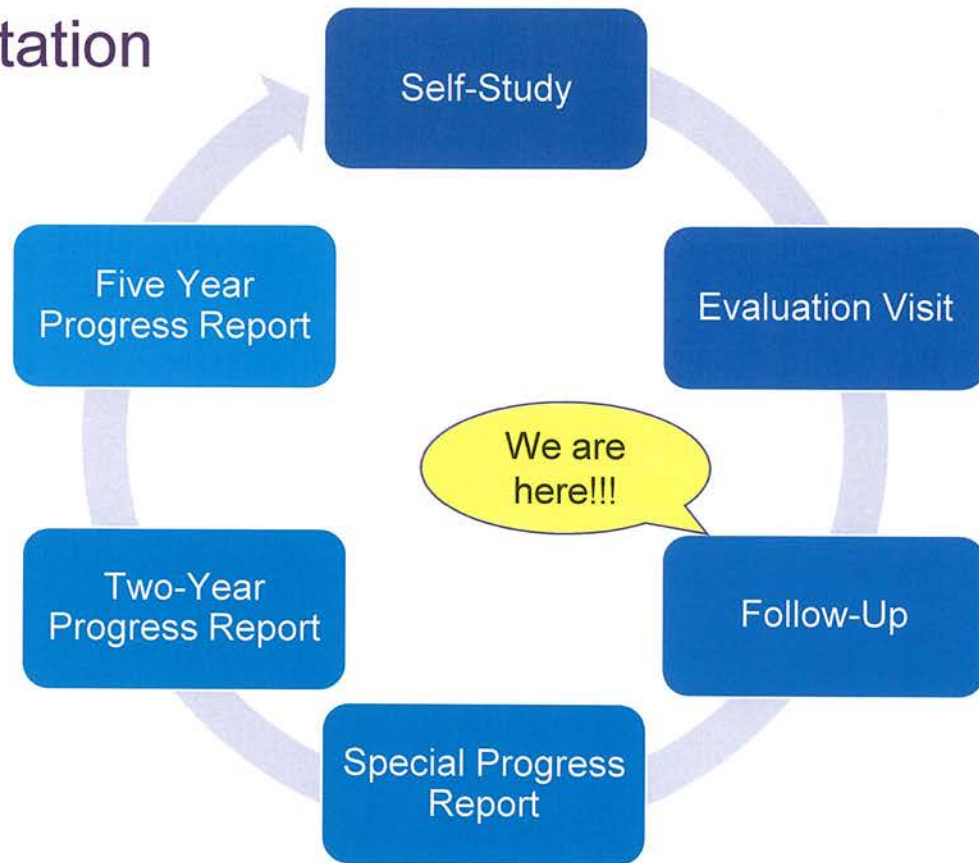 tation
Self-Study
Evaluation Visit
We are
here!!!
Follow-Up
Special Progress
Report
Two-Year
Progress Report
Five Year
Progress Report